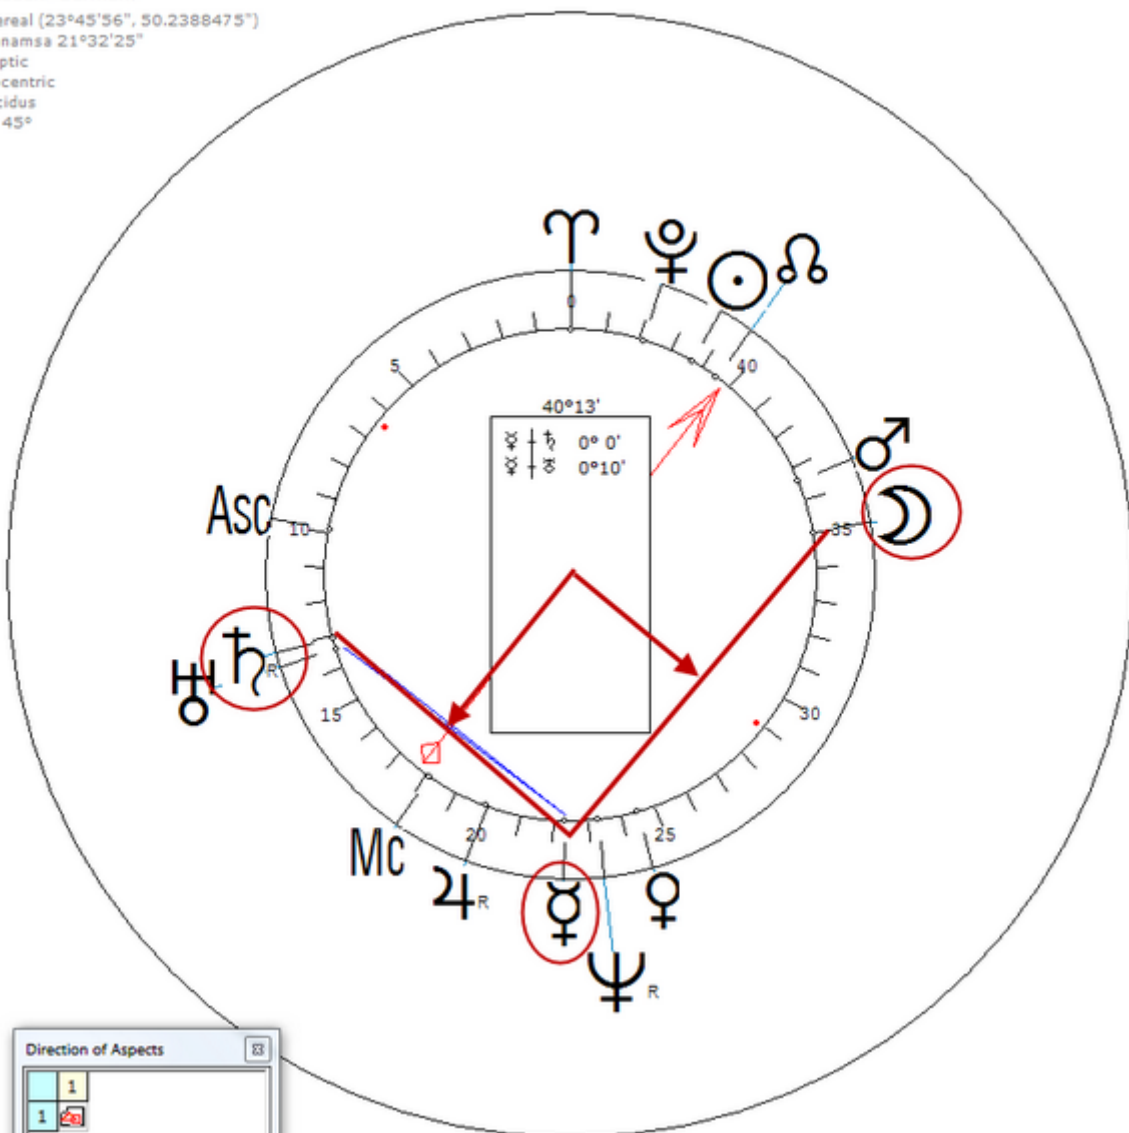 ereal (23°45'56", 50.2388475")
namsa 21°32'25"
ptic
centric
cidus
45°
0
5
40
40°13'
0° 0'
0°10'
Asc
10
35
R
15
30
20
25
Mc
R
R
Direction of Aspects
1
1